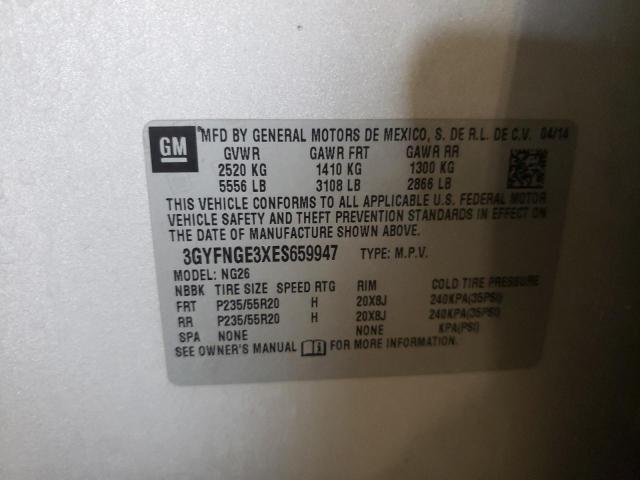 GM ® MFD BY GENERAL MOTORS DE MEXICO, S. DE R.L. DE C.V. 04/14
GVWR GAWR FRT GAWR RR
2520 KG 1410 KG 1300 KG
5556 LB 3108 LB 2866 LB
THIS VEHICLE CONFORMS TO ALL APPLICABLE U.S. FEDERAL MOTOR
VEHICLE SAFETY AND THEFT PREVENTION STANDARDS IN EFFECT ON
THE DATE OF MANUFACTURE SHOWN ABOVE.
3GYFNGE3XES659947 TYPE: M.P.V.
MODEL: NG26
NBBK TIRE SIZE SPEED RTG RIM COLD TIRE PRESSURE
FRT P235/55R20 H 20X8J 240KPA(35PSI)
RR P235/55R20 H 20X8J 240KPA(35PSI)
SPA NONE NONE KPA(PSI)
SEE OWNER'S MANUAL FOR MORE INFORMATION.